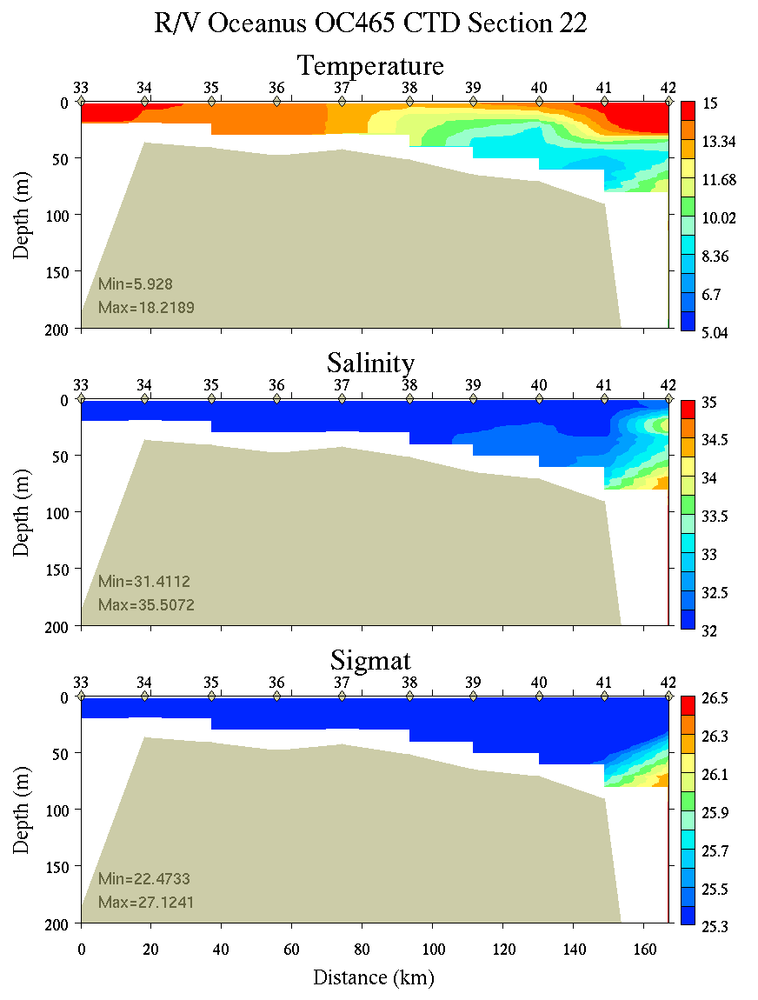 R/V Oceanus OC465 CTD Section 22
Temperature
33 34 35 36 37 38 39 40 41 42
0
50
100
150
200
Depth (m)
Min=5.928
Max=18.2189
15
13.34
11.68
10.02
8.36
6.7
5.04
Salinity
33 34 35 36 37 38 39 40 41 42
0
50
100
150
200
Depth (m)
Min=31.4112
Max=35.5072
35
34.5
34
33.5
33
32.5
32
Sigmat
33 34 35 36 37 38 39 40 41 42
0
50
100
150
200
Depth (m)
Min=22.4733
Max=27.1241
26.5
26.3
26.1
25.9
25.7
25.5
25.3
0 20 40 60 80 100 120 140 160
Distance (km)